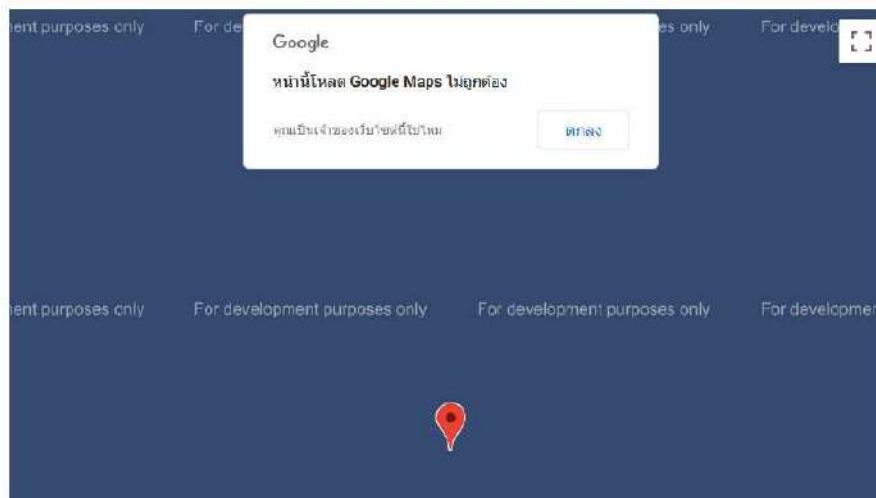 ent purposes only For de es only For develo
Google
หน้านี้โหลด Google Maps ไม่ถูกต้อง
คุณเป็นเจ้าของเว็บไซต์นี้ใช่ไหม
ตกลง
ent purposes only For development purposes only For development purposes only For developmer